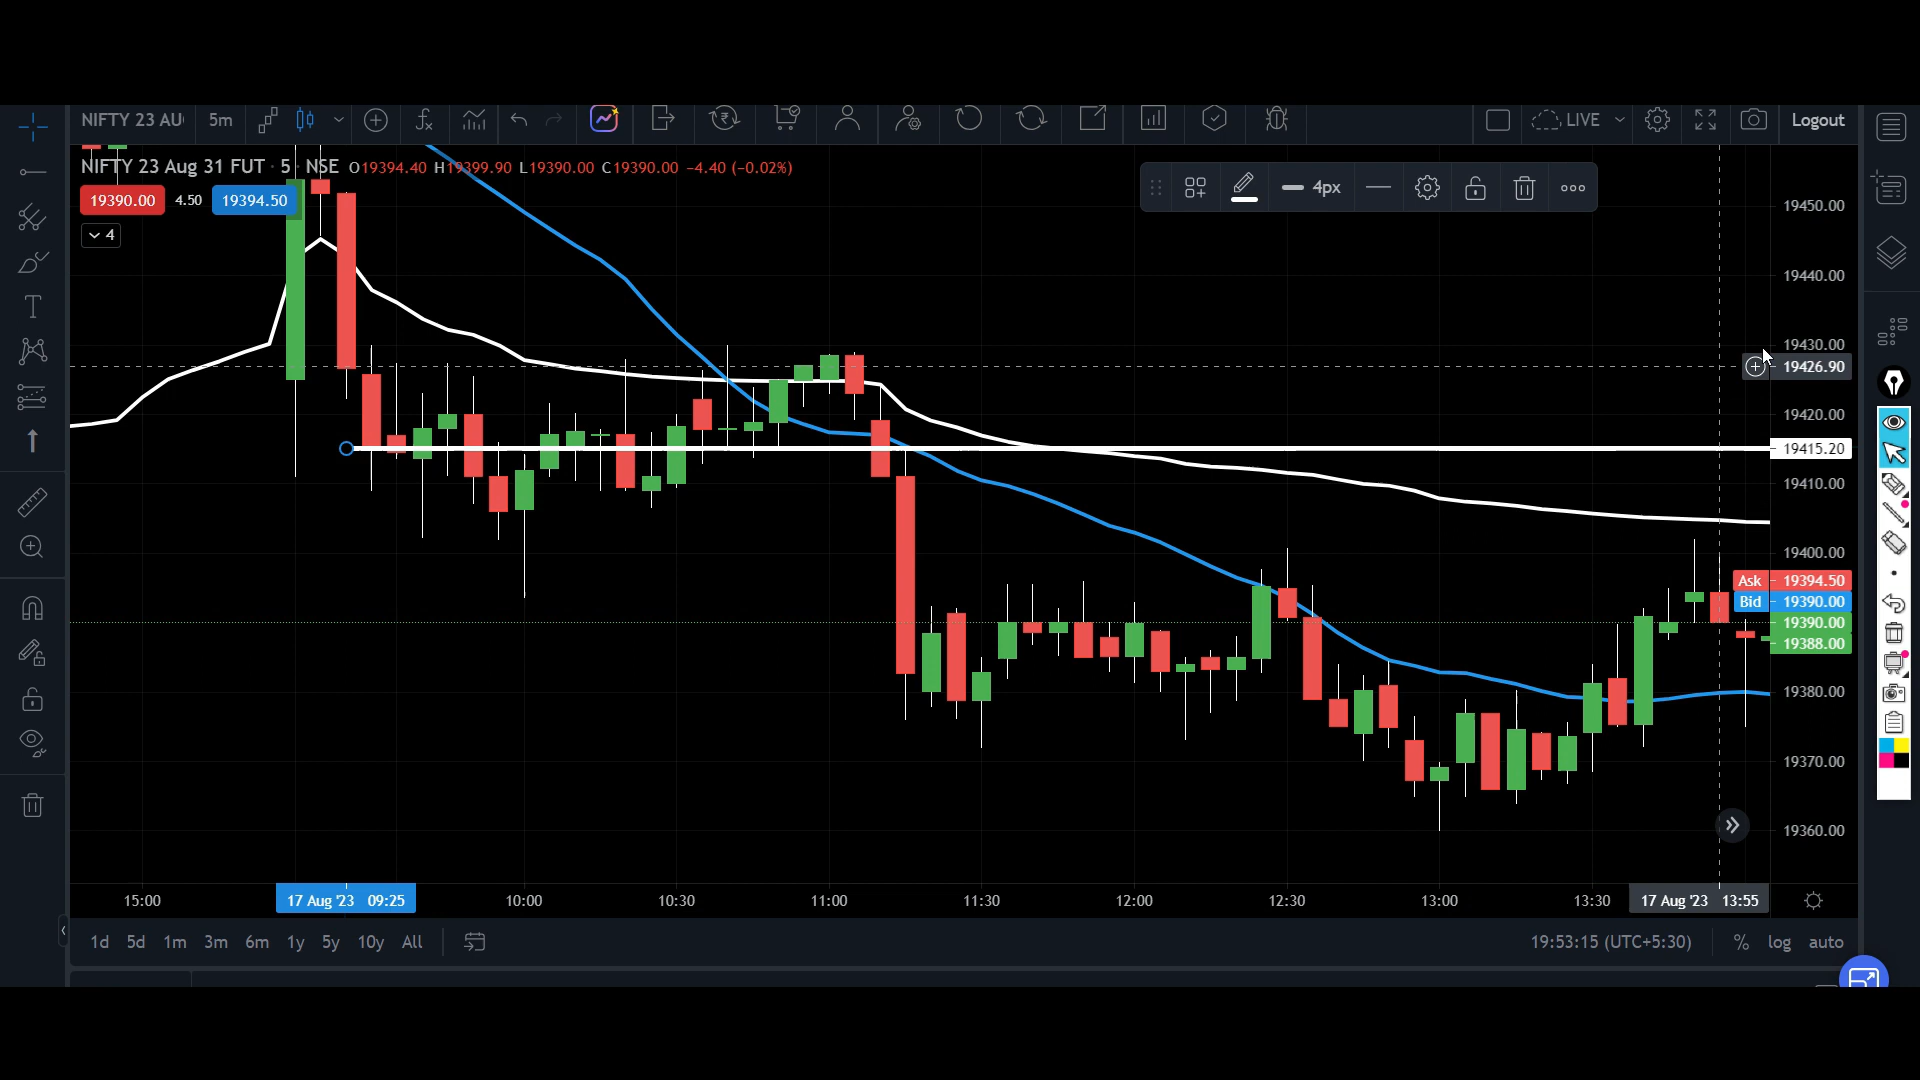 NIFTY 23 AU 5m LIVE Logout
NIFTY 23 Aug 31 FUT · 5 · NSE O19394.40 H19399.90 L19390.00 C19390.00 −4.40 (−0.02%)
19390.00 4.50 19394.50
4
4px
19450.00
19440.00
19430.00
19426.90
19420.00
19415.20
19410.00
19400.00
Ask 19394.50
Bid 19390.00
19390.00
19388.00
19380.00
19370.00
19360.00
15:00 17 Aug '23 09:25 10:00 10:30 11:00 11:30 12:00 12:30 13:00 13:30 17 Aug '23 13:55
1d 5d 1m 3m 6m 1y 5y 10y All 19:53:15 (UTC+5:30) % log auto